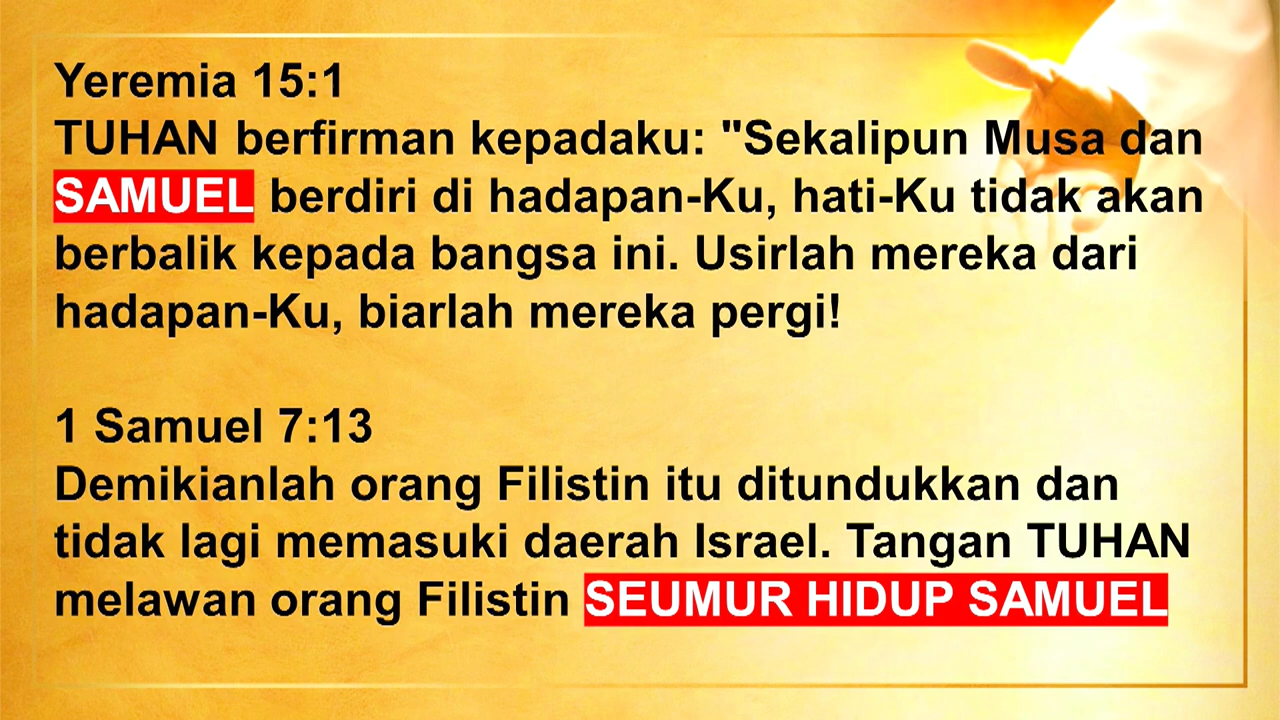 Yeremia 15:1
TUHAN berfirman kepadaku: "Sekalipun Musa dan
SAMUEL berdiri di hadapan-Ku, hati-Ku tidak akan
berbalik kepada bangsa ini. Usirlah mereka dari
hadapan-Ku, biarlah mereka pergi!
1 Samuel 7:13
Demikianlah orang Filistin itu ditundukkan dan
tidak lagi memasuki daerah Israel. Tangan TUHAN
melawan orang Filistin SEUMUR HIDUP SAMUEL